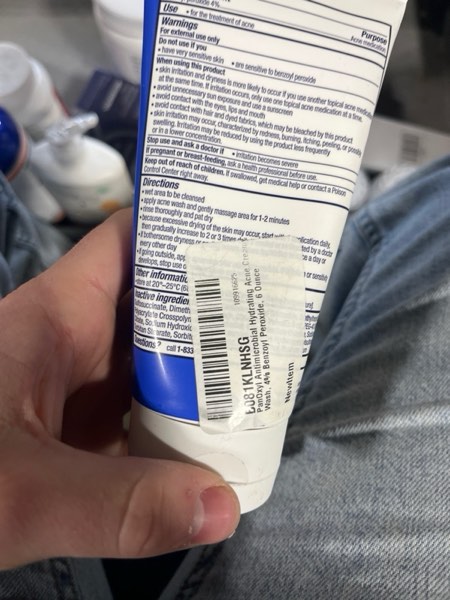 Use • for the treatment of acne
Purpose
Acne medication
Warnings
For external use only
Do not use if you
• have very sensitive skin • are sensitive to benzoyl peroxide
When using this product
• skin irritation and dryness is more likely to occur if you use another topical acne
at the same time. If irritation occurs, only use one topical acne medication at a time.
• avoid unnecessary sun exposure and use a sunscreen
• avoid contact with the eyes, lips and mouth
• avoid contact with hair and dyed fabrics, which may be bleached by this product
• skin irritation may occur, characterized by redness, burning, itching, peeling, or possibly
swelling. Irritation may be reduced by using the product less frequently
or in a lower concentration.
Stop use and ask a doctor if • irritation becomes severe
If pregnant or breast-feeding, ask a health professional before use.
Keep out of reach of children. If swallowed, get medical help or contact a Poison
Control Center right away.
Directions
• wet area to be cleansed
• apply acne wash and gently massage area for 1-2 minutes
• rinse thoroughly and pat dry
• because excessive drying of the skin may occur, start
then gradually increase to 2 or 3 times
• if bothersome dryness or
every other day
• if going outside,
develops, stop use
Other information
20°-25°C
call 1-833
B081KLNHSG
PanOxyl Antimicrobial Hydrating Acne
Wash, 4% Benzoyl Peroxide, 6 Ounce
NewItem